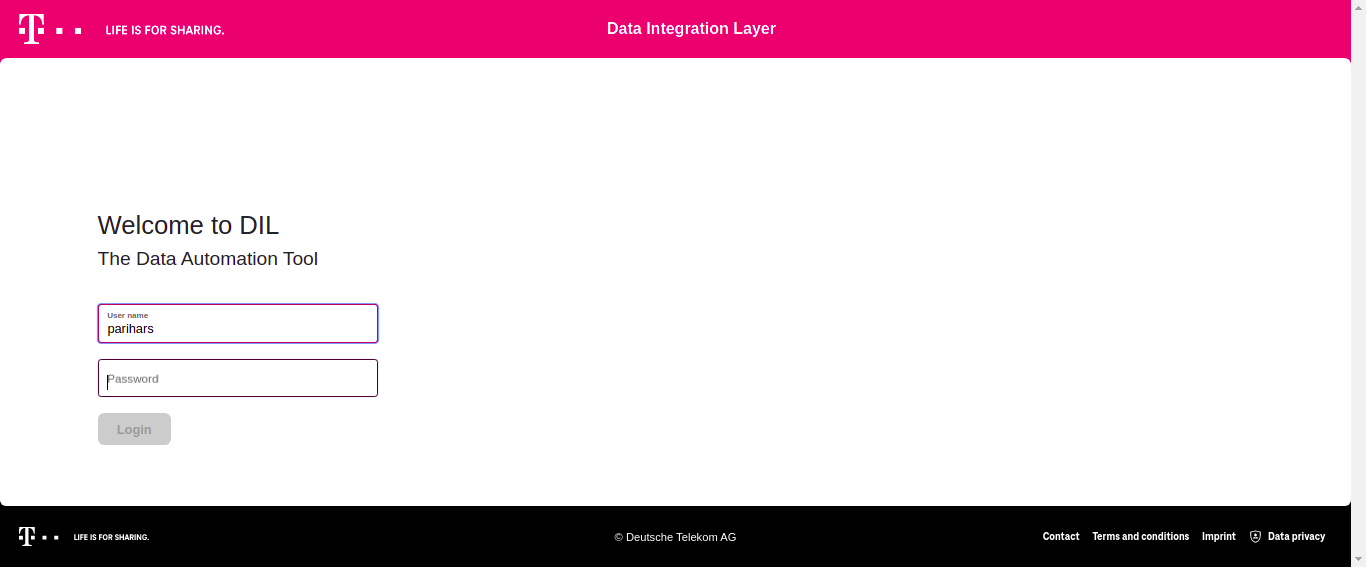 T
LIFE IS FOR SHARING.
Data Integration Layer
Welcome to DIL
The Data Automation Tool
User name
parihars
Password
Login
T
LIFE IS FOR SHARING.
© Deutsche Telekom AG
Contact
Terms and conditions
Imprint
Data privacy